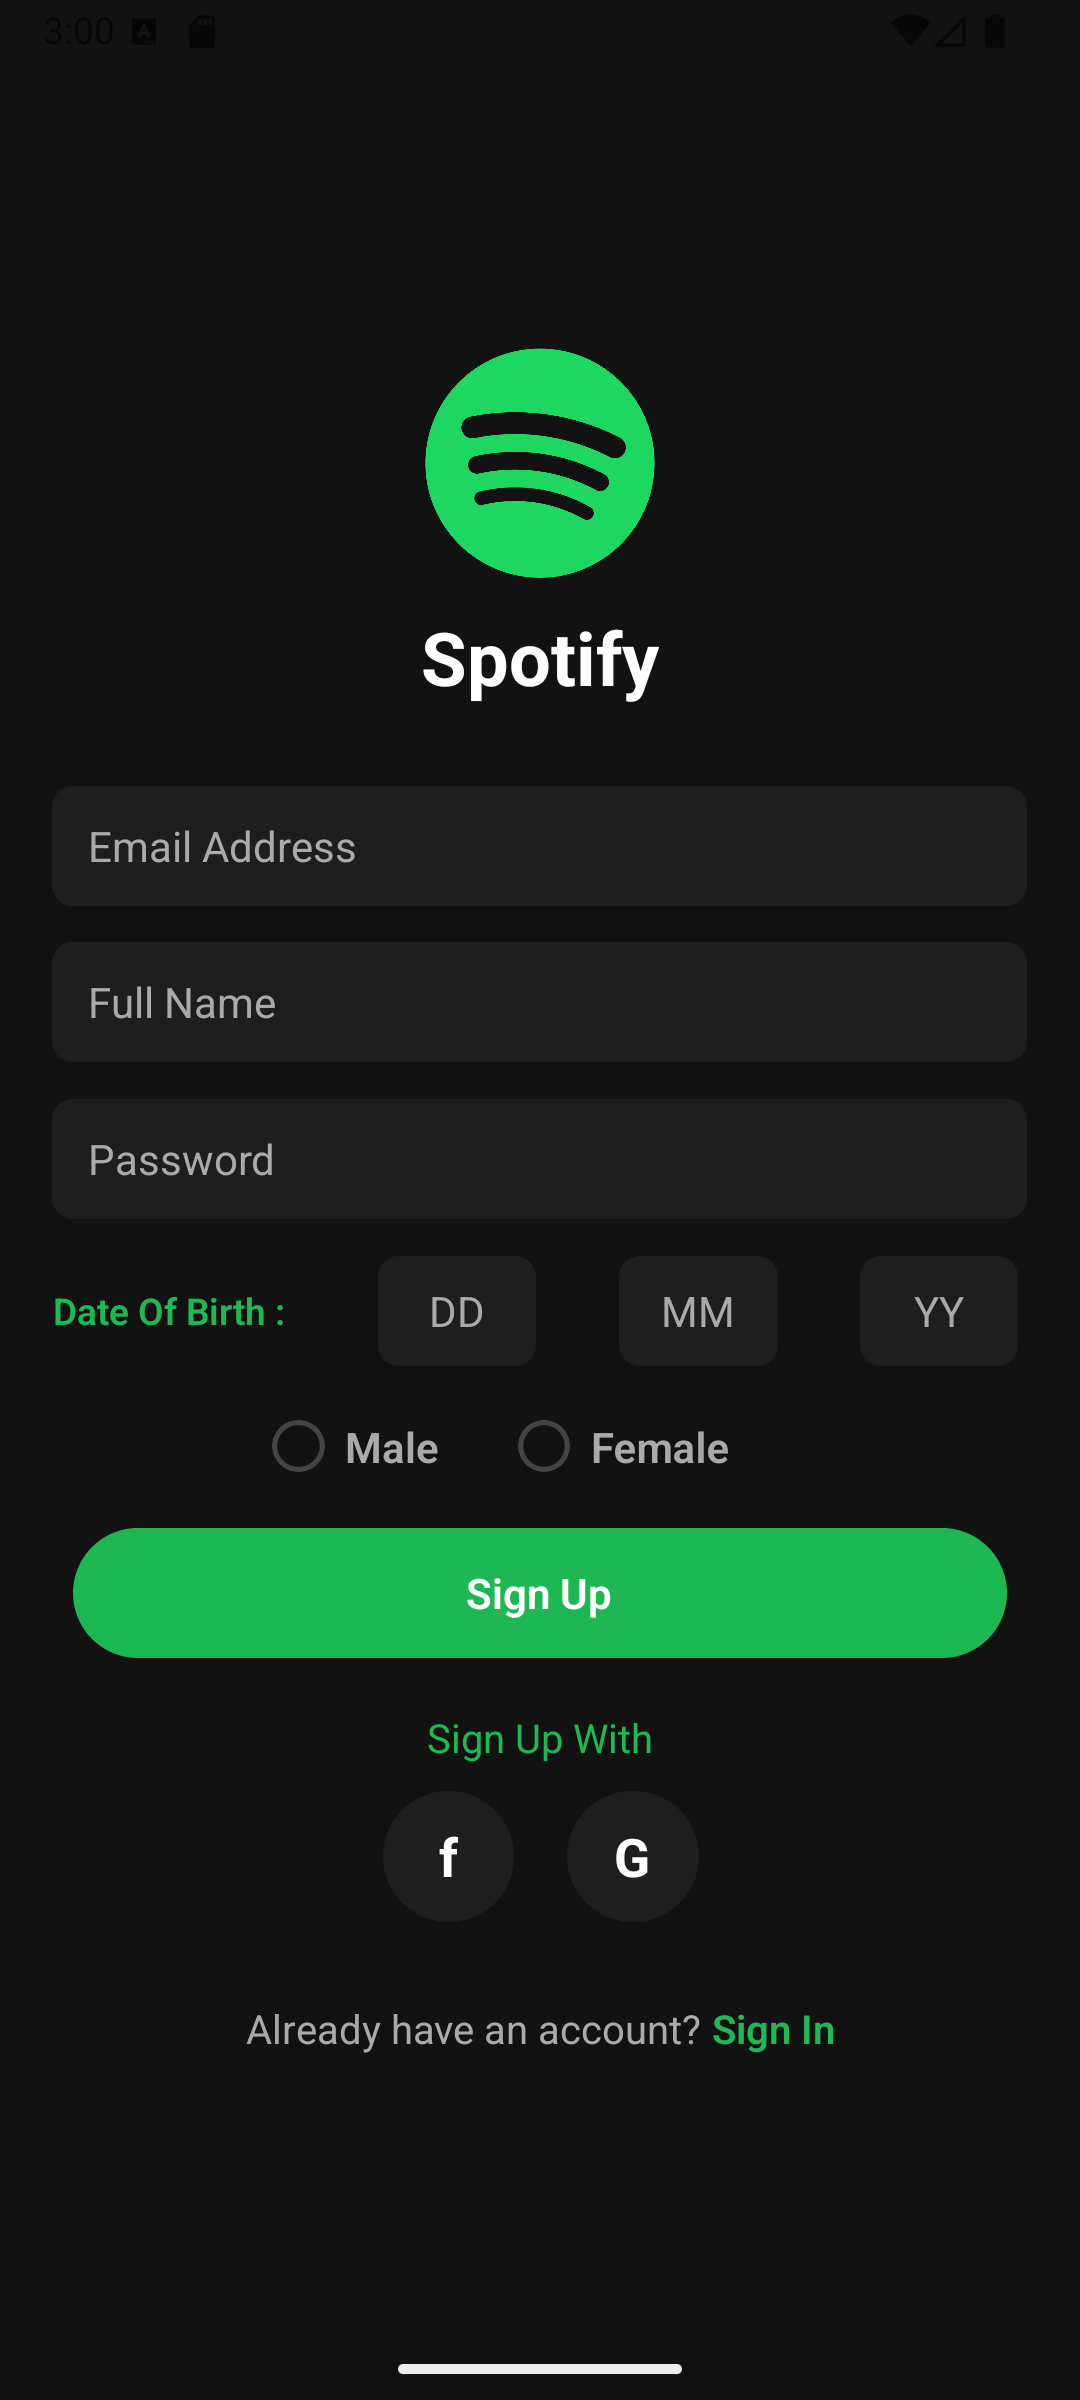 3:00
Spotify
Email Address
Full Name
Password
Date Of Birth : DD MM YY
Male Female
Sign Up
Sign Up With
f G
Already have an account? Sign In